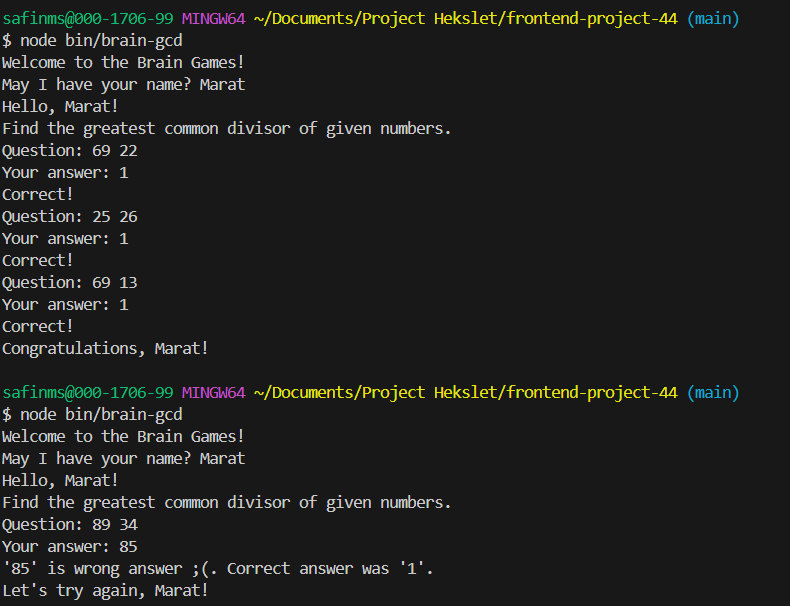 safinms@000-1706-99 MINGW64 ~/Documents/Project Hekslet/frontend-project-44 (main)
$ node bin/brain-gcd
Welcome to the Brain Games!
May I have your name? Marat
Hello, Marat!
Find the greatest common divisor of given numbers.
Question: 69 22
Your answer: 1
Correct!
Question: 25 26
Your answer: 1
Correct!
Question: 69 13
Your answer: 1
Correct!
Congratulations, Marat!
safinms@000-1706-99 MINGW64 ~/Documents/Project Hekslet/frontend-project-44 (main)
$ node bin/brain-gcd
Welcome to the Brain Games!
May I have your name? Marat
Hello, Marat!
Find the greatest common divisor of given numbers.
Question: 89 34
Your answer: 85
'85' is wrong answer ;(. Correct answer was '1'.
Let's try again, Marat!